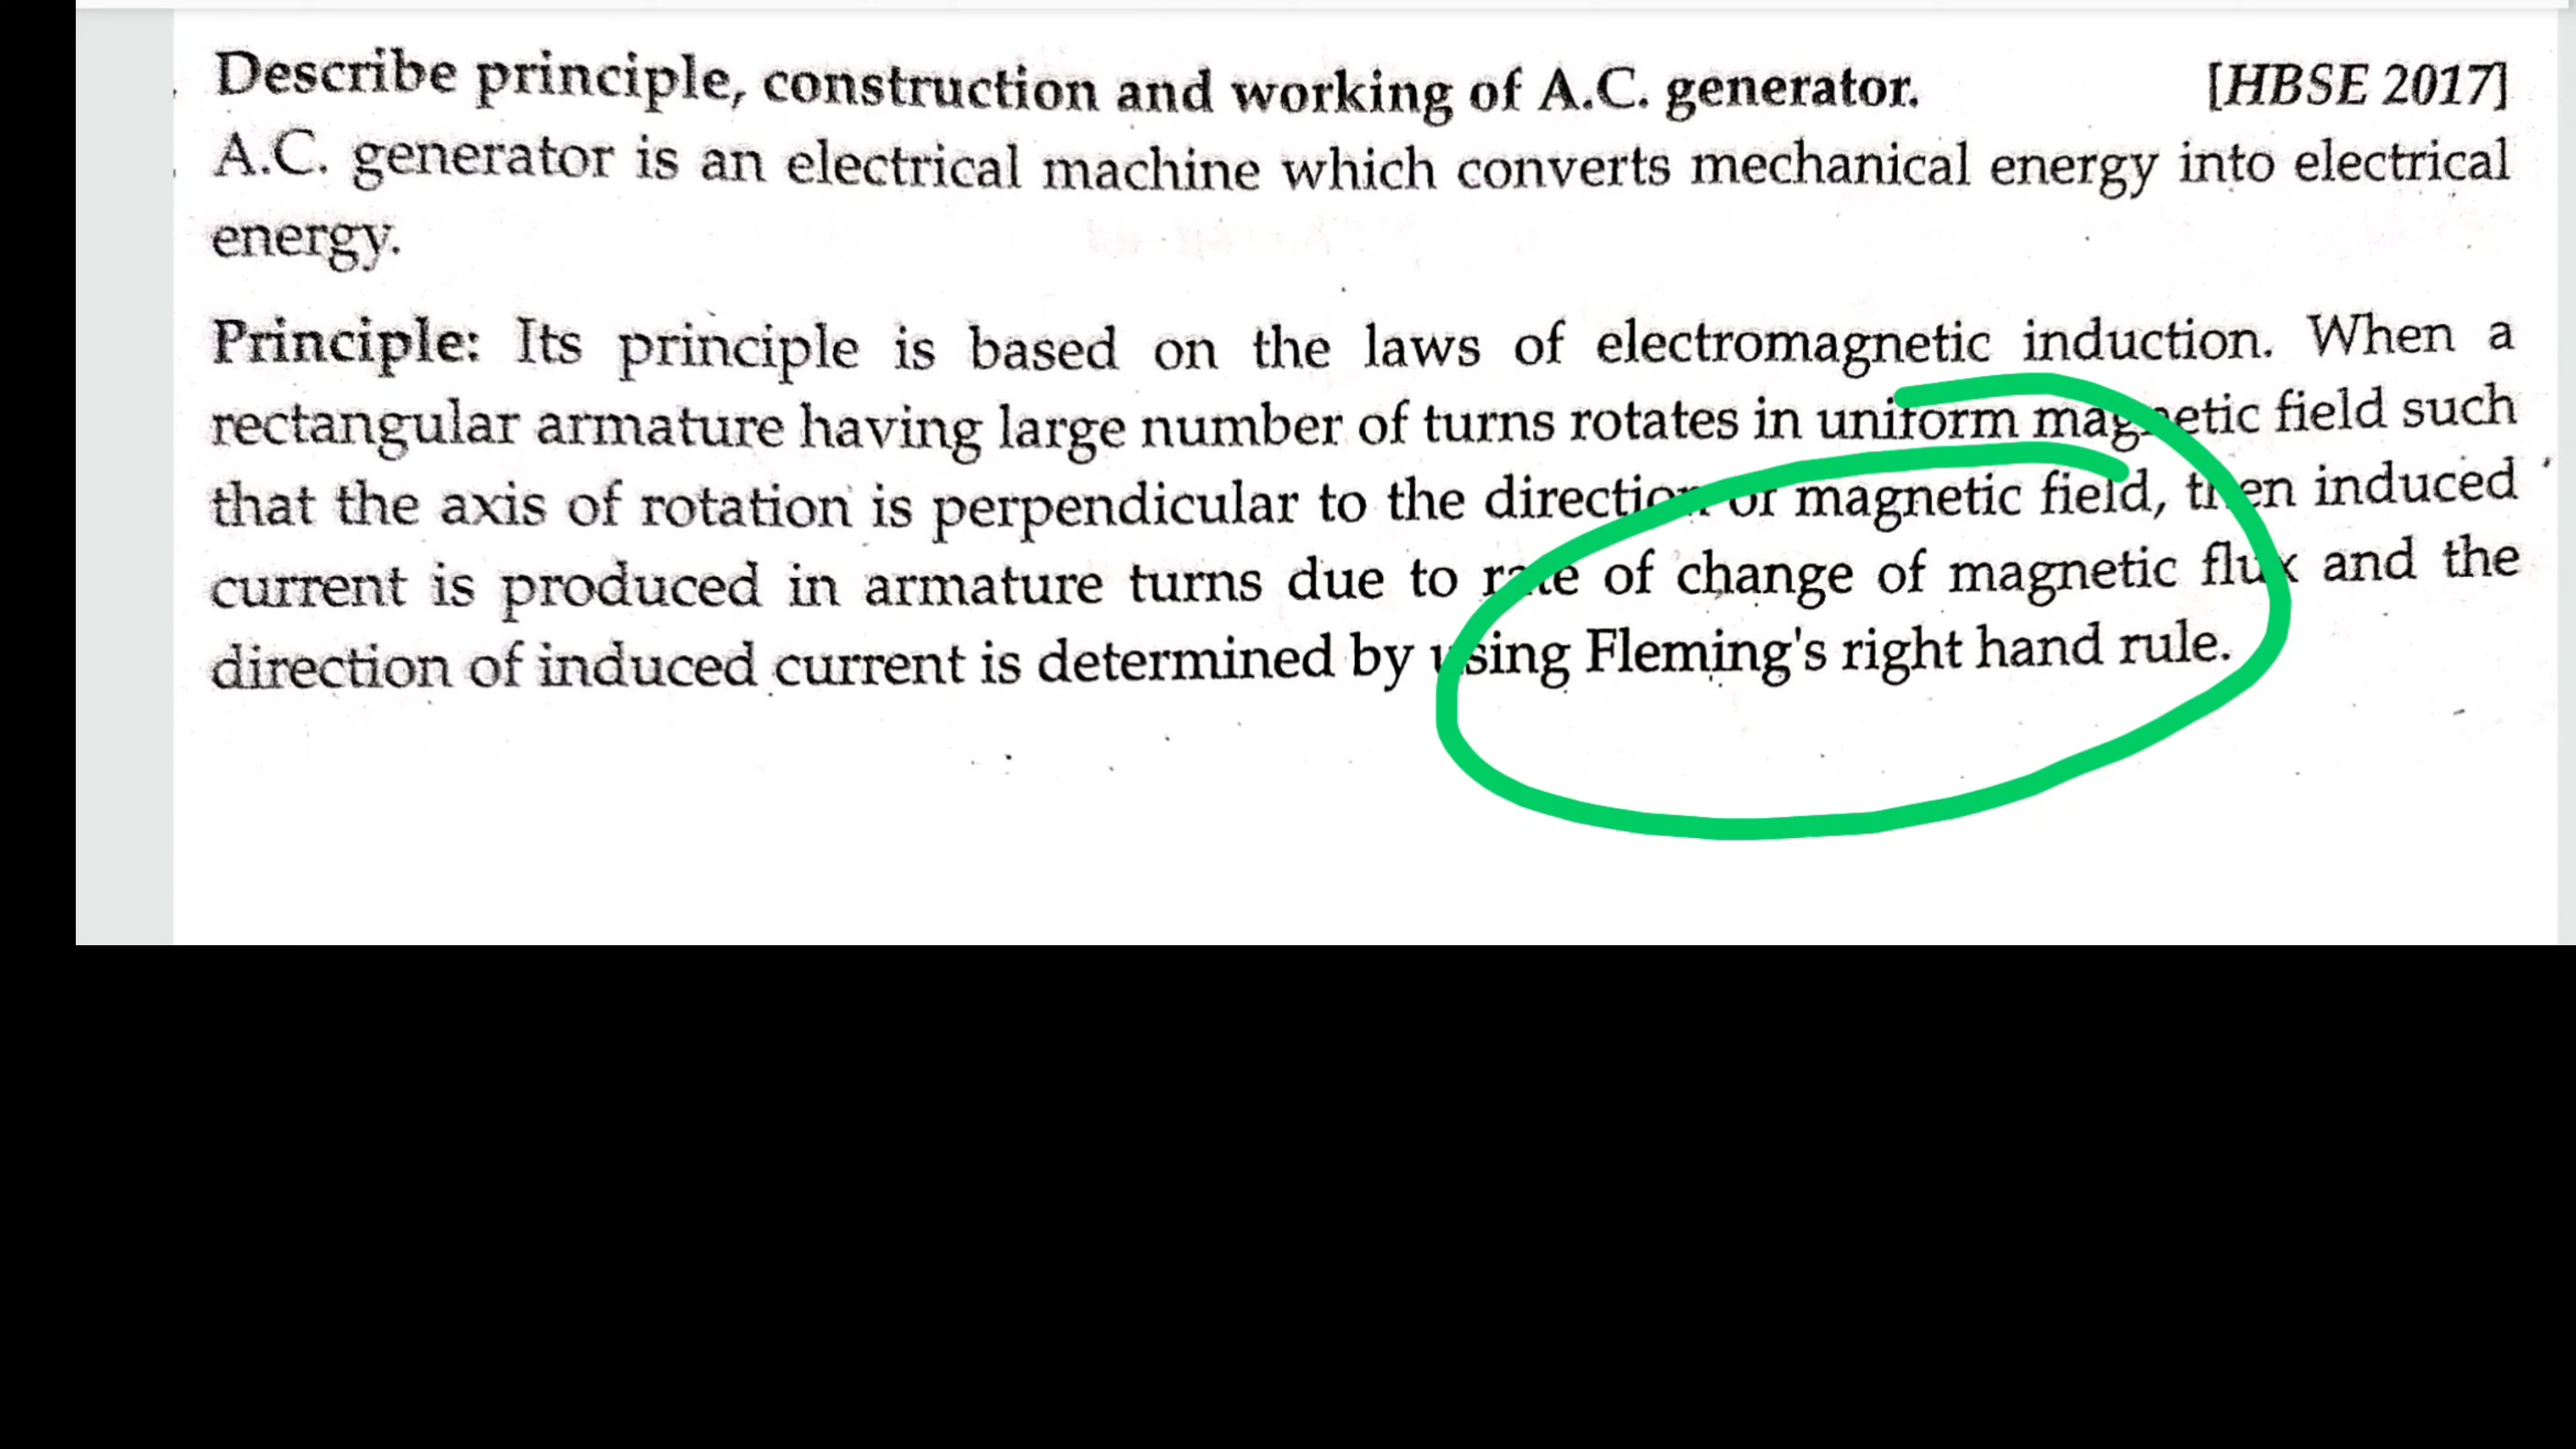 Describe principle, construction and working of A.C. generator. [HBSE 2017]
A.C. generator is an electrical machine which converts mechanical energy into electrical
energy.
Principle: Its principle is based on the laws of electromagnetic induction. When a
rectangular armature having large number of turns rotates in uniform magnetic field such
that the axis of rotation is perpendicular to the direction of magnetic field, then induced
current is produced in armature turns due to rate of change of magnetic flux and the
direction of induced current is determined by using Fleming's right hand rule.